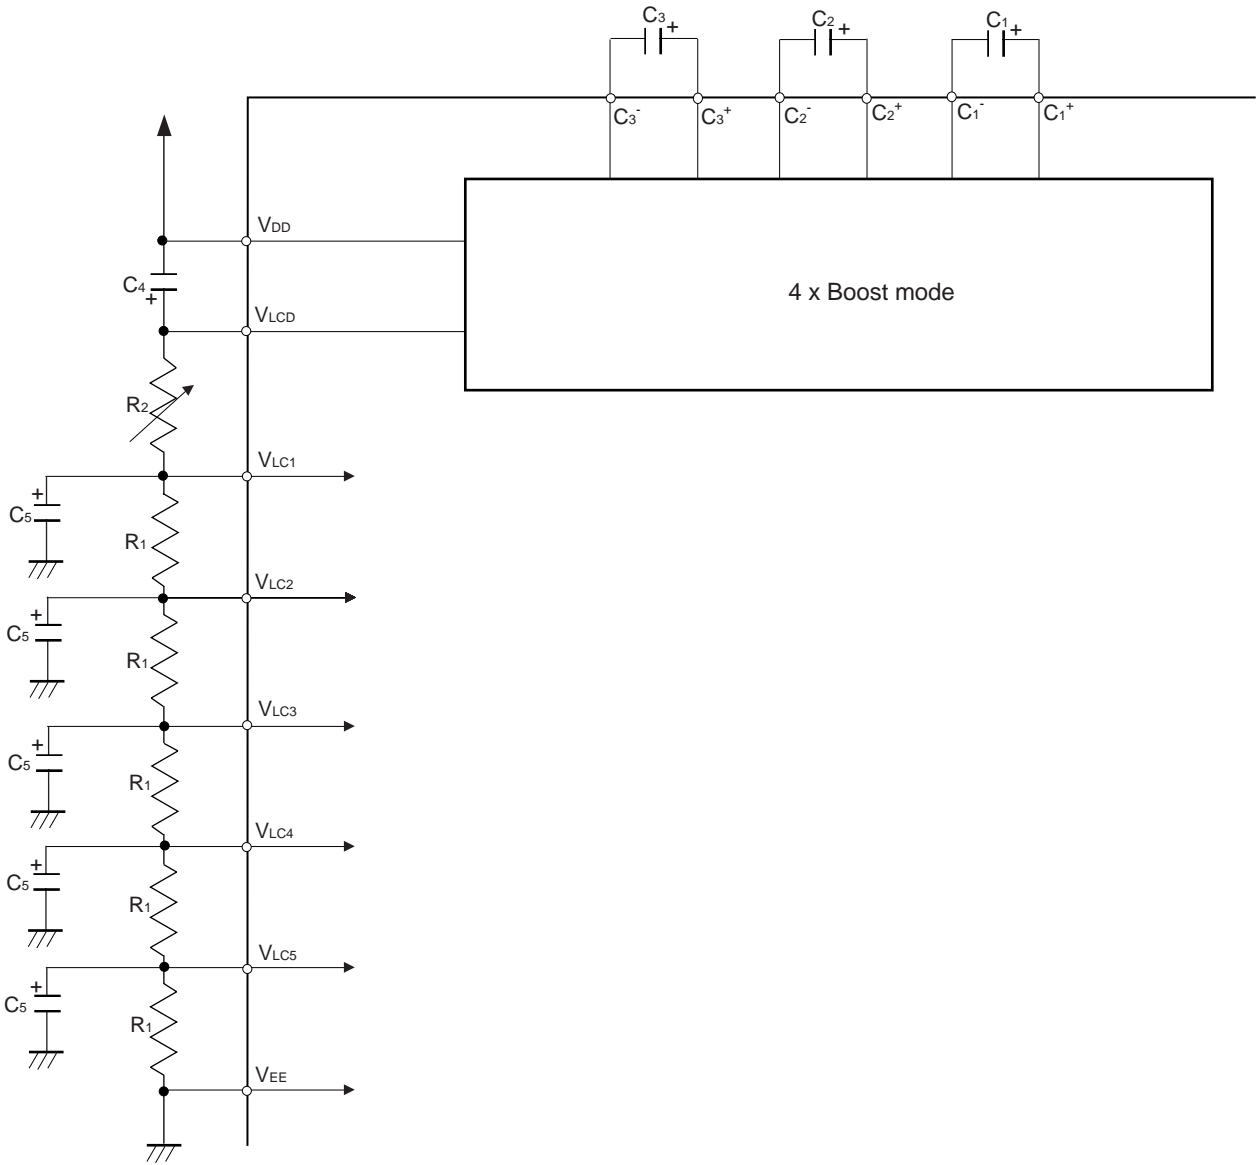 C3 + C2 + C1 +
C3- C3+ C2- C2+ C1- C1+
VDD
C4 +
4 x Boost mode
VLCD
R2
VLC1
+
C5
R1
VLC2
+
C5
R1
VLC3
+
C5
R1
VLC4
+
C5
R1
VLC5
+
C5
R1
VEE